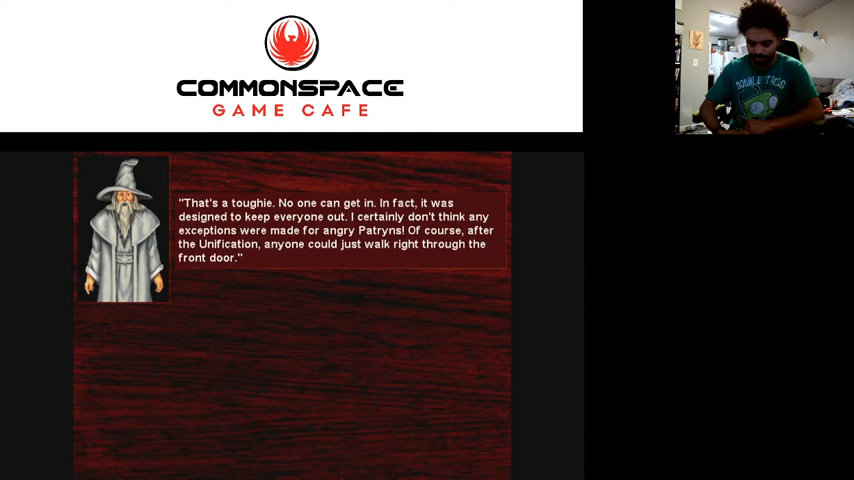 COMMONSPACE
GAME CAFE
DOUBLE TACOS
"That's a toughie. No one can get in. In fact, it was
designed to keep everyone out. I certainly don't think any
exceptions were made for angry Patryns! Of course, after
the Unification, anyone could just walk right through the
front door."